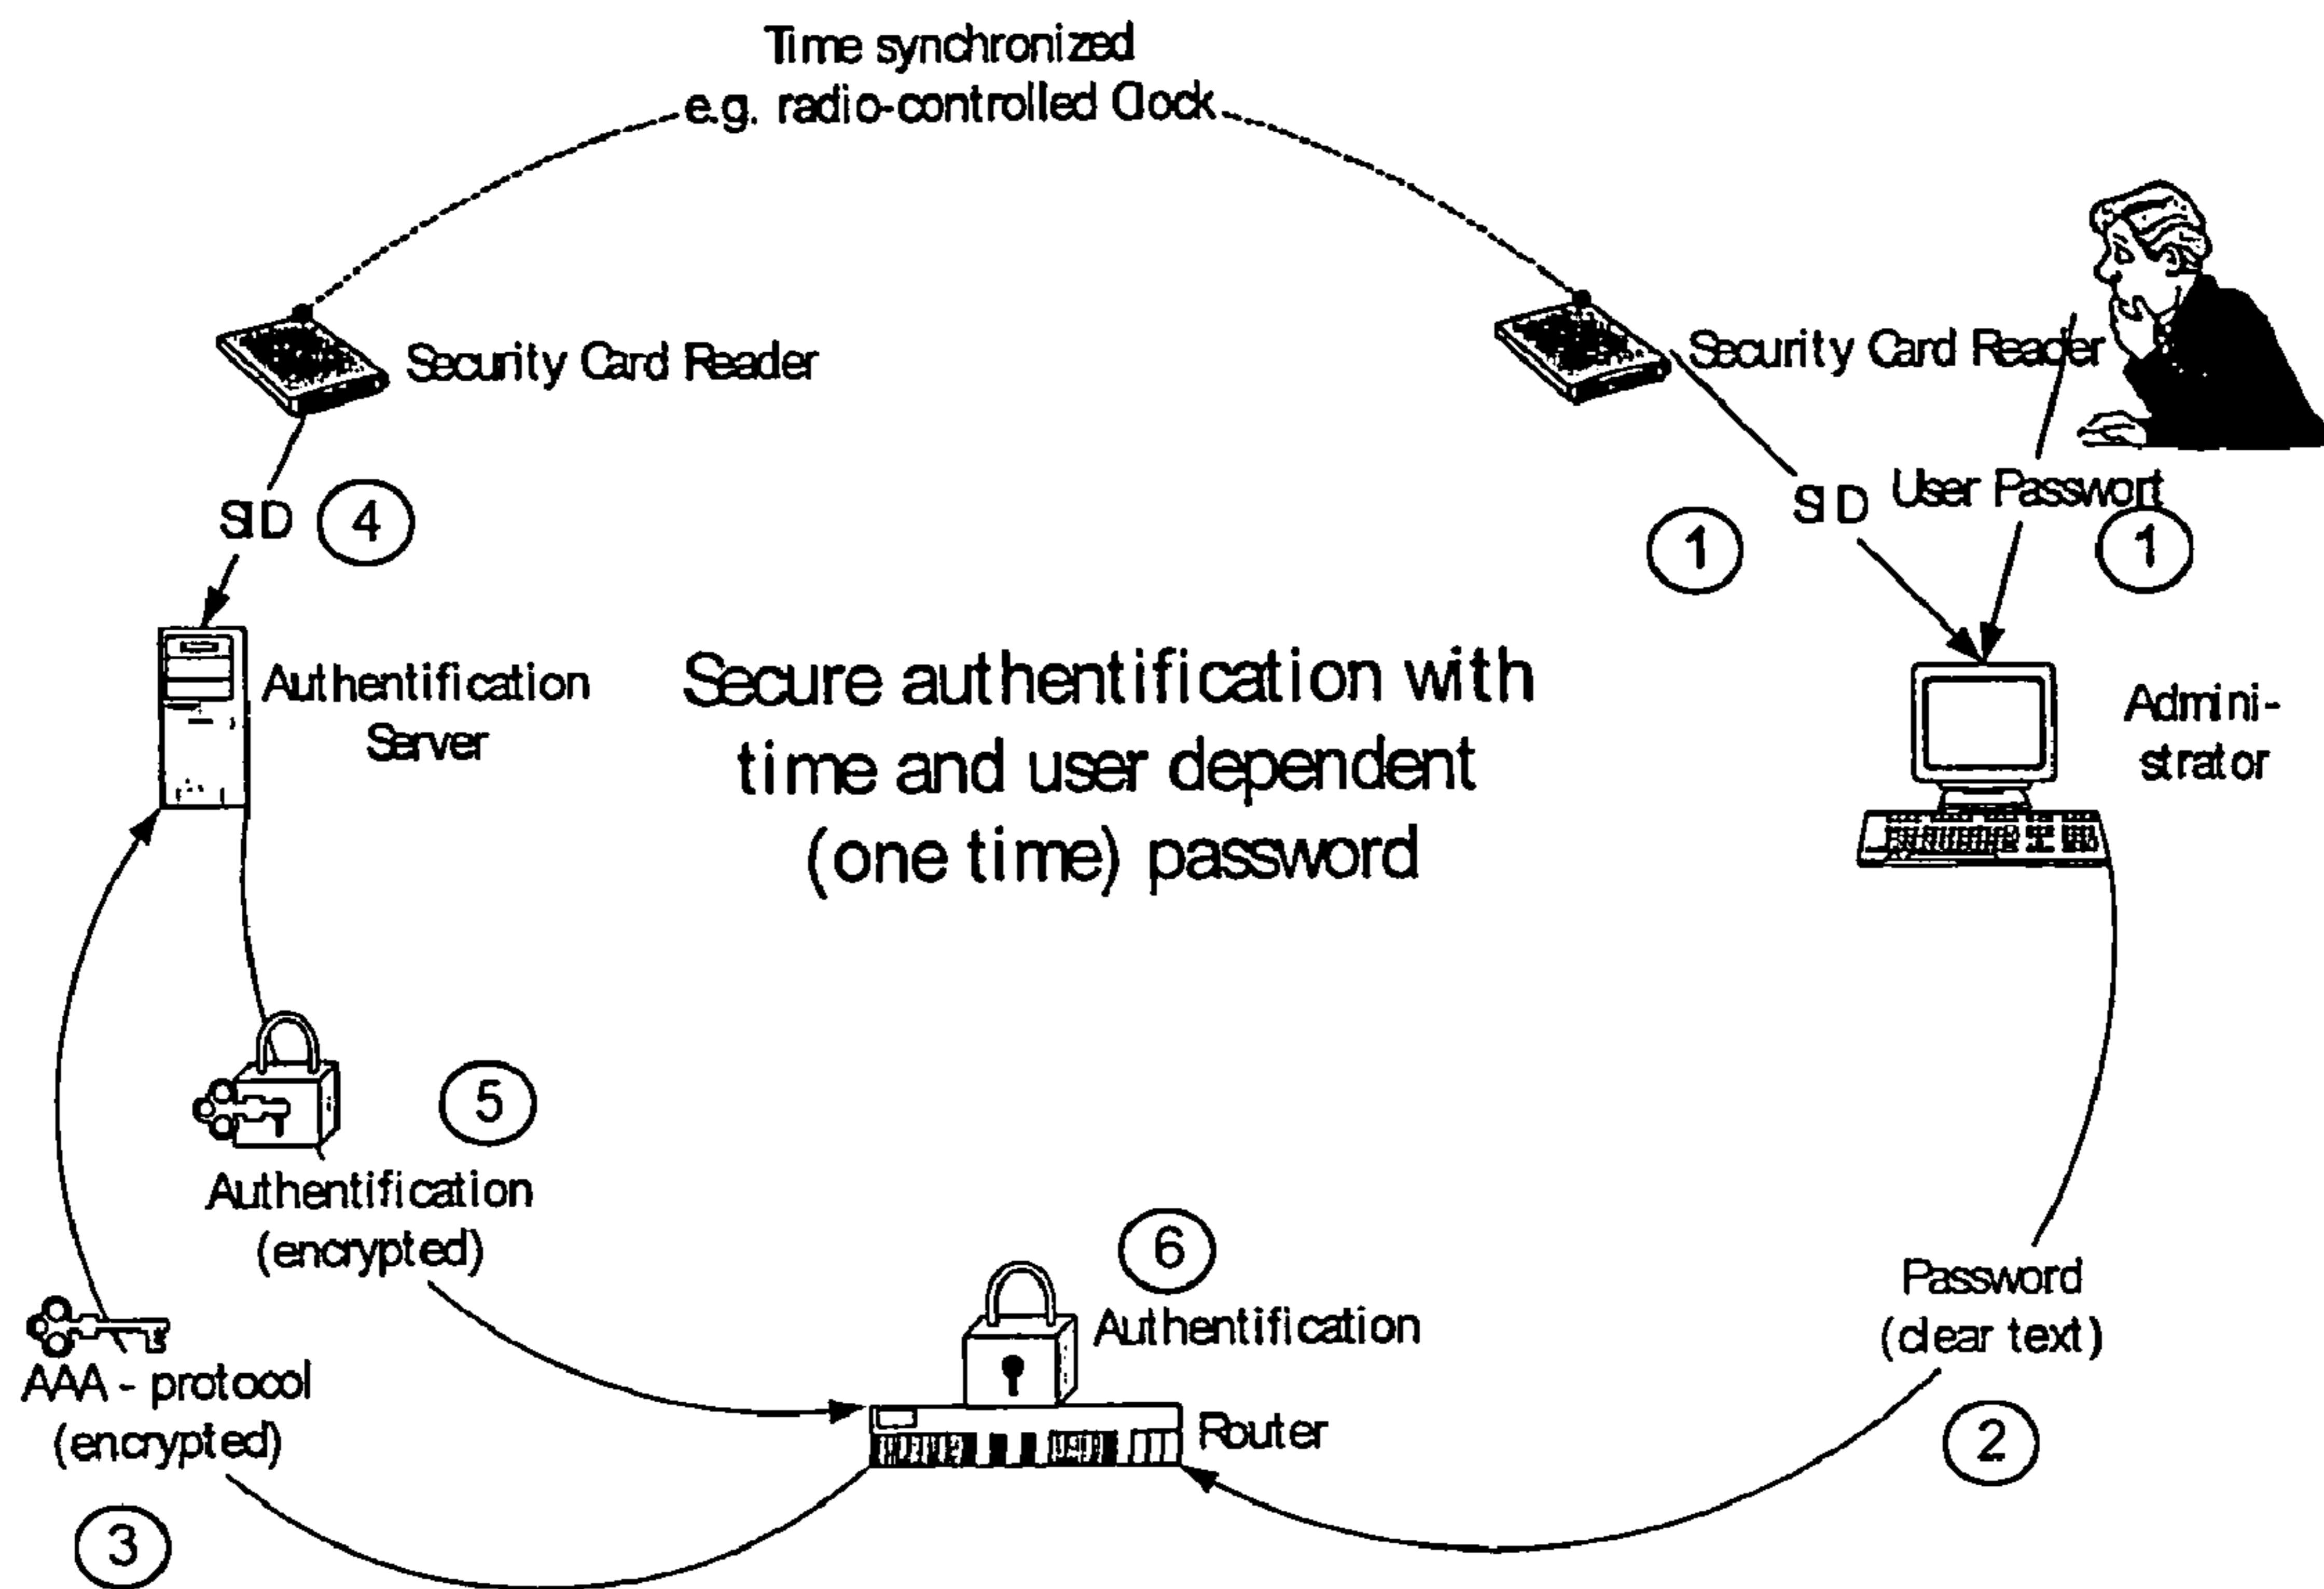 Time synchronized
e.g. radio-controlled Clock
Security Card Reader
Security Card Reader
SID
4
1
SID
User Passwort
1
Authentification
Server
Secure authentification with
time and user dependent
(one time) password
Admini-
strator
5
Authentification
(encrypted)
6
Authentification
Router
Password
(clear text)
2
AAA - protocol
(encrypted)
3